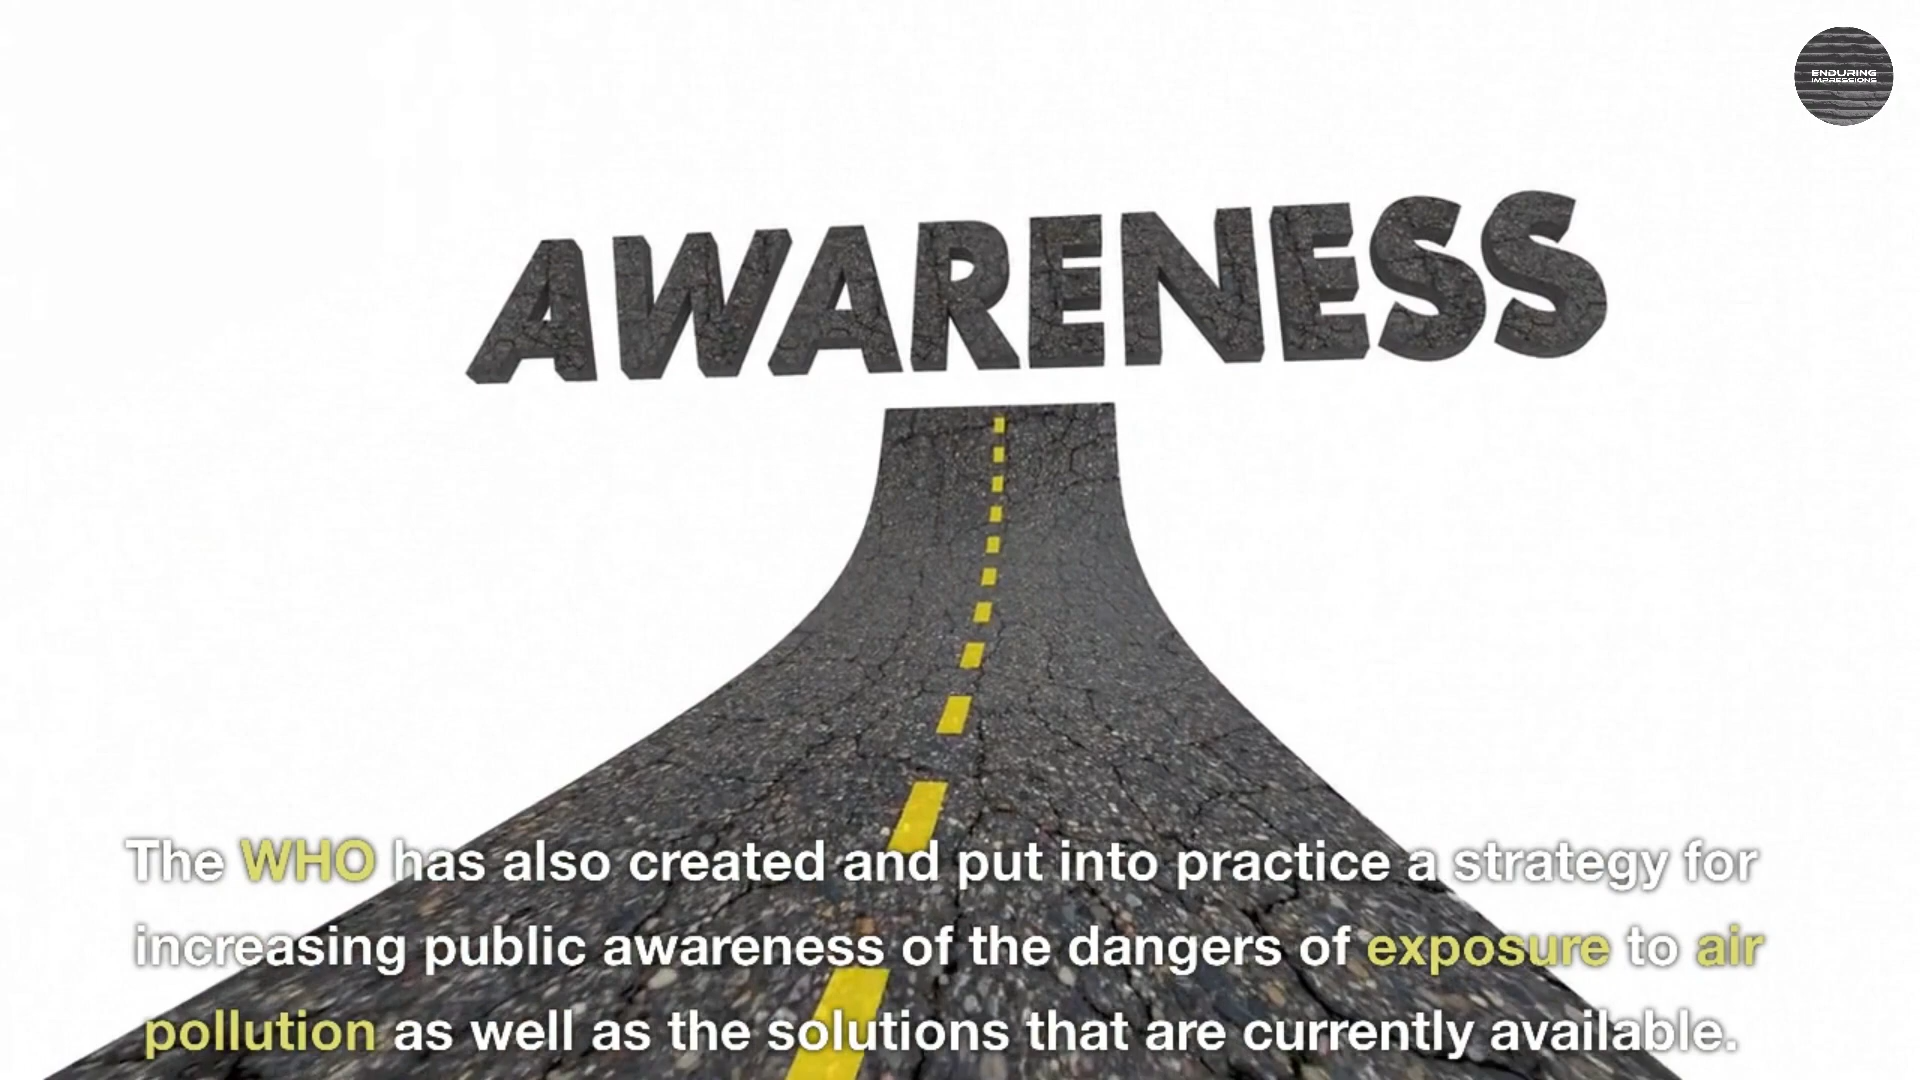 ENDURING
IMPRESSIONS
AWARENESS
The WHO has also created and put into practice a strategy for
increasing public awareness of the dangers of exposure to air
pollution as well as the solutions that are currently available.